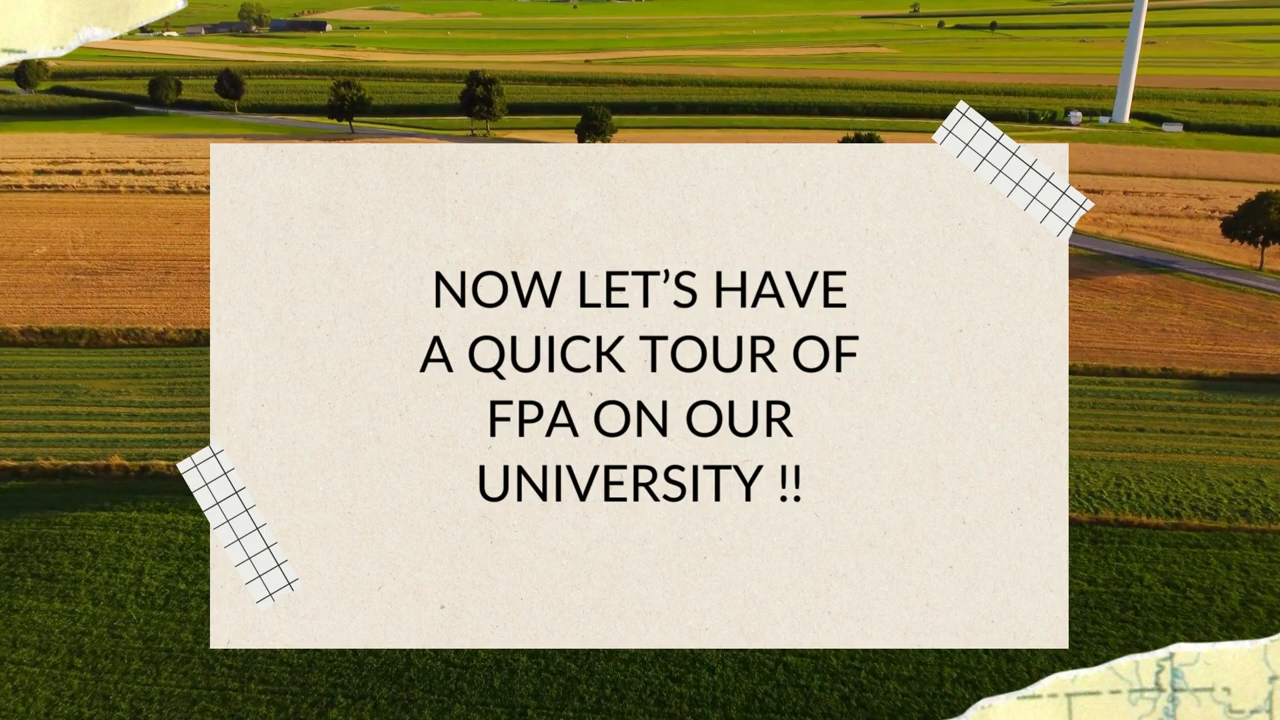 NOW LET’S HAVE
A QUICK TOUR OF
FPA ON OUR
UNIVERSITY !!